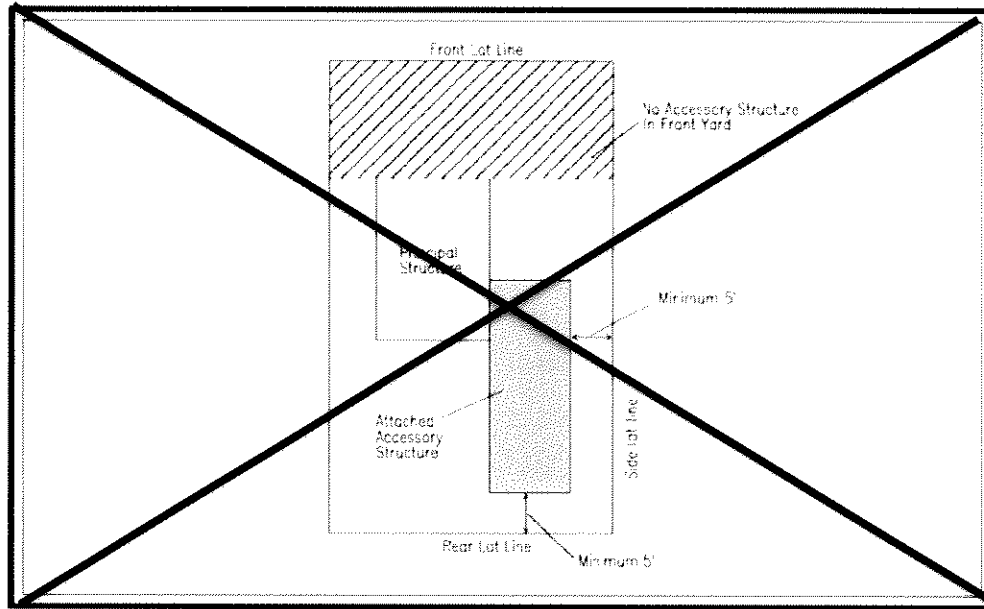 Front Lot Line
No Accessory Structure
in Front Yard
Principal
Structure
Minimum 5'
Attached
Accessory
Structure
Side lot line
Rear Lot Line
Minimum 5'